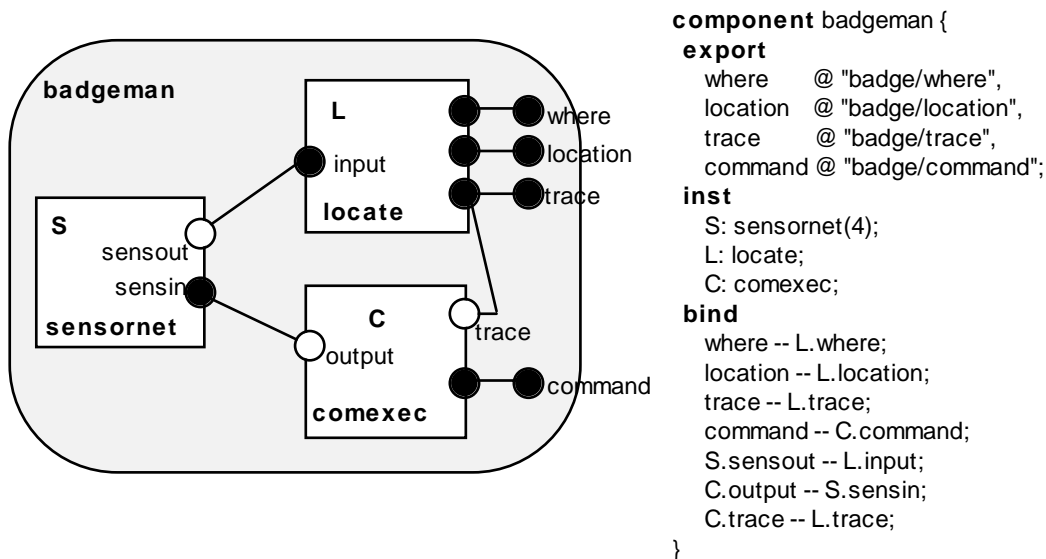 badgeman
L
input
locate
where
location
trace
S
sensout
sensin
sensornet
C
trace
output
command
comexec
component badgeman {
export
where @ "badge/where",
location @ "badge/location",
trace @ "badge/trace",
command @ "badge/command";
inst
S: sensornet(4);
L: locate;
C: comexec;
bind
where -- L.where;
location -- L.location;
trace -- L.trace;
command -- C.command;
S.sensout -- L.input;
C.output -- S.sensin;
C.trace -- L.trace;
}